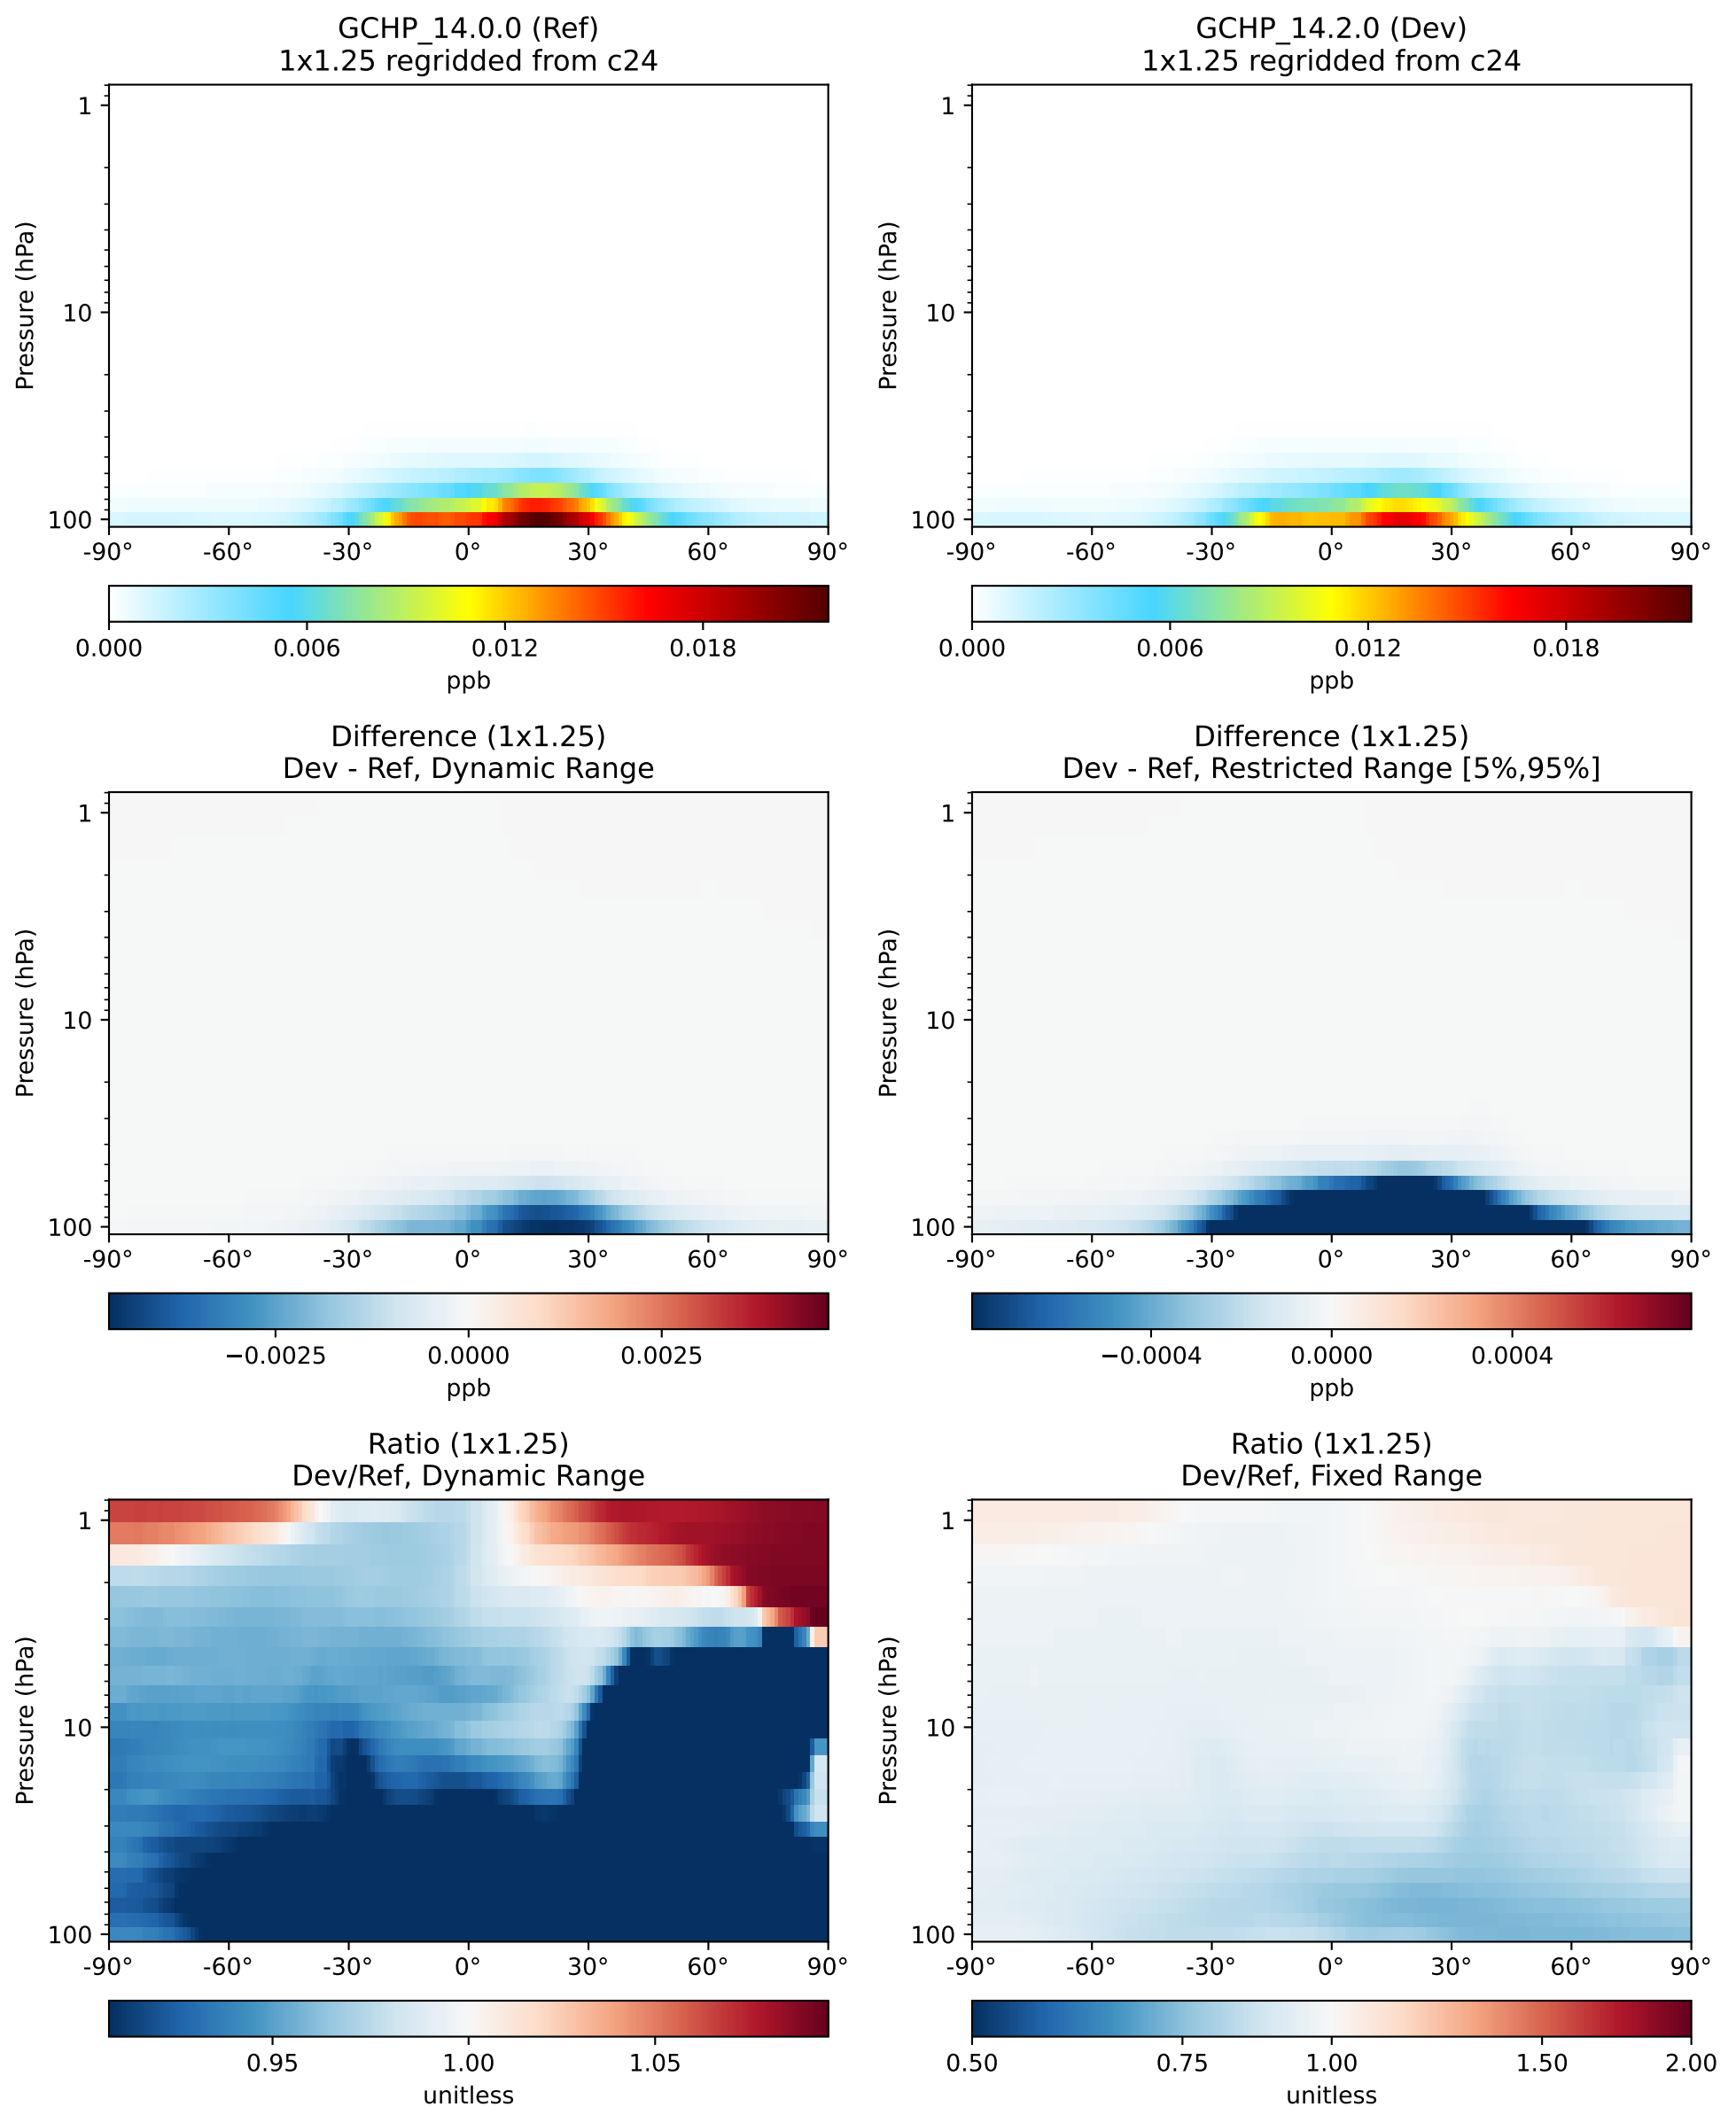 GCHP_14.0.0 (Ref)
1x1.25 regridded from c24
Pressure (hPa)
1
10
100
-90° -60° -30° 0° 30° 60° 90°
0.000 0.006 0.012 0.018
ppb
GCHP_14.2.0 (Dev)
1x1.25 regridded from c24
Pressure (hPa)
1
10
100
-90° -60° -30° 0° 30° 60° 90°
0.000 0.006 0.012 0.018
ppb
Difference (1x1.25)
Dev - Ref, Dynamic Range
Pressure (hPa)
1
10
100
-90° -60° -30° 0° 30° 60° 90°
−0.0025 0.0000 0.0025
ppb
Difference (1x1.25)
Dev - Ref, Restricted Range [5%,95%]
Pressure (hPa)
1
10
100
-90° -60° -30° 0° 30° 60° 90°
−0.0004 0.0000 0.0004
ppb
Ratio (1x1.25)
Dev/Ref, Dynamic Range
Pressure (hPa)
1
10
100
-90° -60° -30° 0° 30° 60° 90°
0.95 1.00 1.05
unitless
Ratio (1x1.25)
Dev/Ref, Fixed Range
Pressure (hPa)
1
10
100
-90° -60° -30° 0° 30° 60° 90°
0.50 0.75 1.00 1.50 2.00
unitless